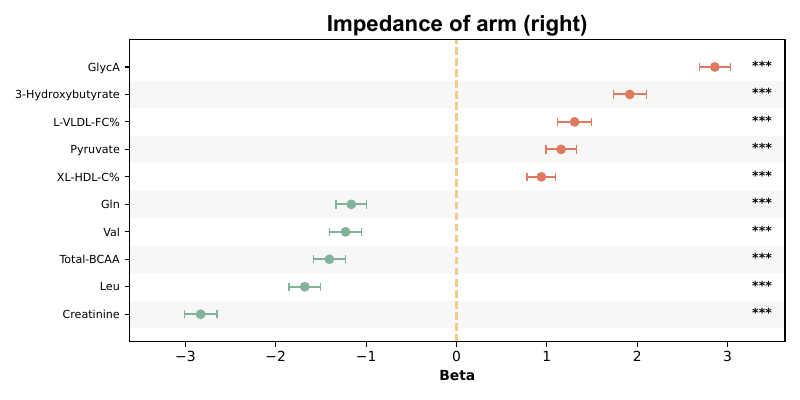 Impedance of arm (right)
GlycA ***
3-Hydroxybutyrate ***
L-VLDL-FC% ***
Pyruvate ***
XL-HDL-C% ***
Gln ***
Val ***
Total-BCAA ***
Leu ***
Creatinine ***
−3 −2 −1 0 1 2 3
Beta